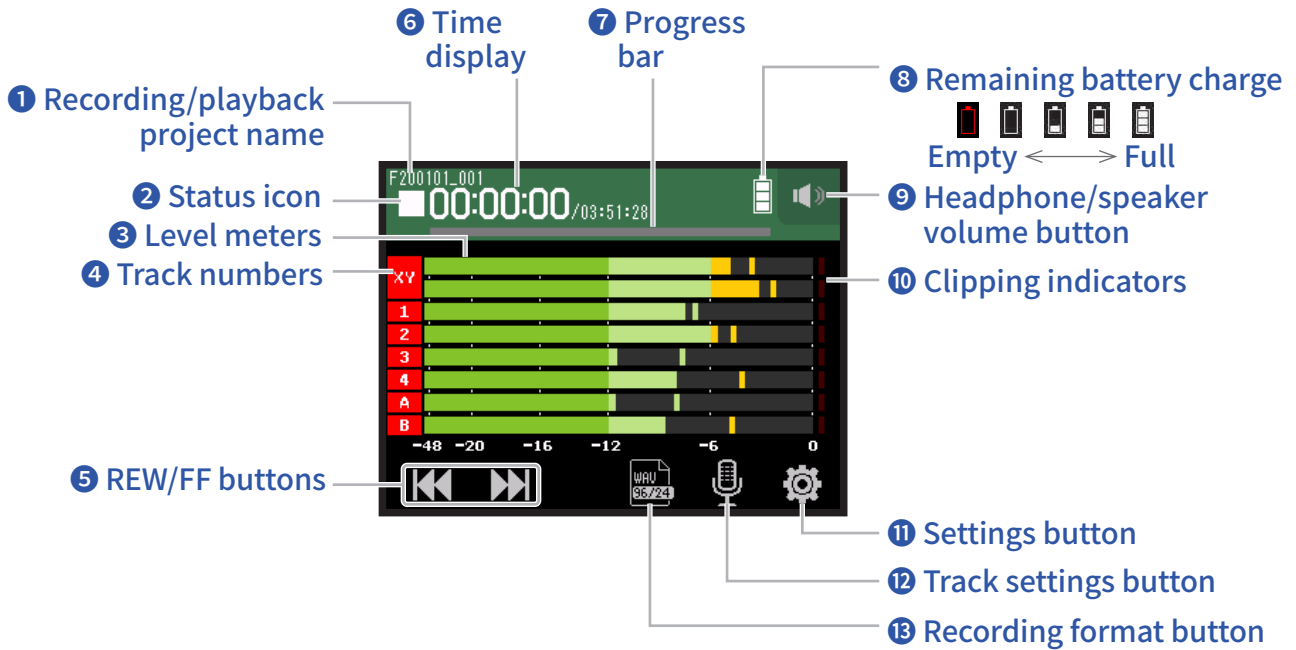 ❻ Time
display
❼ Progress
bar
❶ Recording/playback
project name
❽ Remaining battery charge
Empty Full
❷ Status icon
❸ Level meters
❹ Track numbers
F200101_001
00:00:00/03:51:28
❾ Headphone/speaker
volume button
❿ Clipping indicators
XY
1
2
3
4
A
B
-48 -20 -16 -12 -6 0
❺ REW/FF buttons
WAV
96/24
⓫ Settings button
⓬ Track settings button
⓭ Recording format button